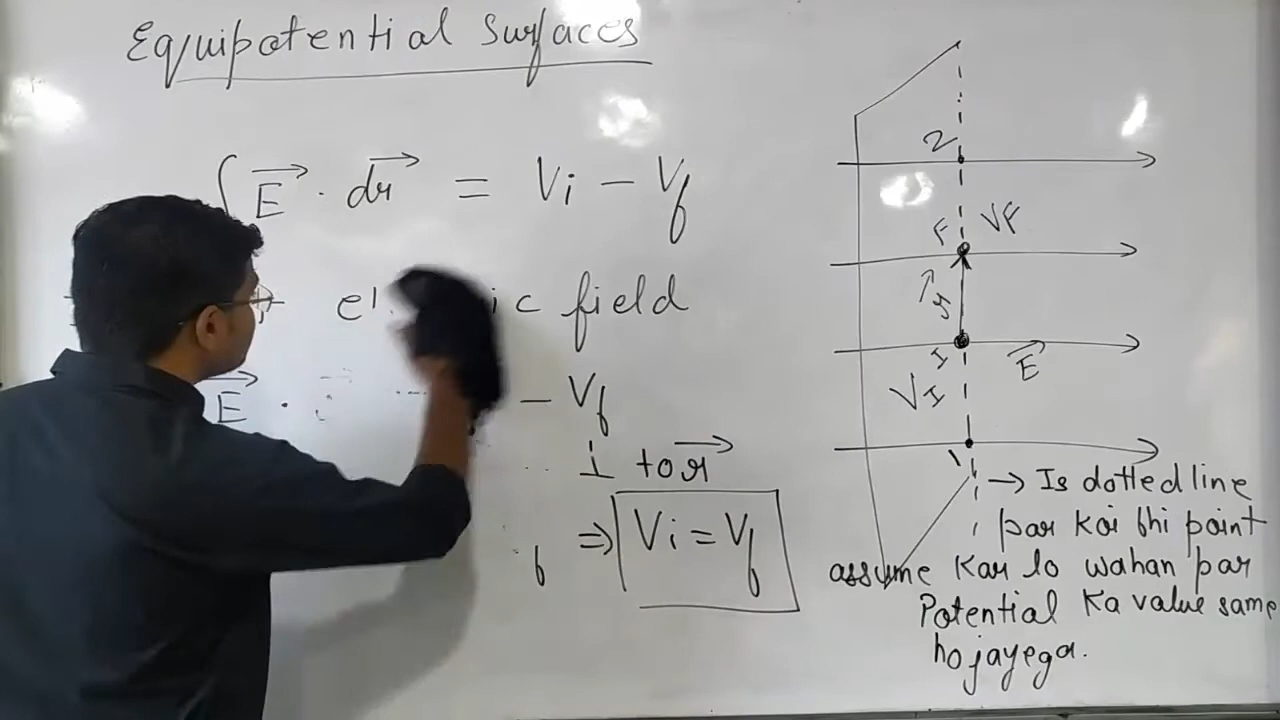 Equipotential Surfaces
∫ E⃗ · dr⃗ = Vi − Vf
field
E⃗ ·
− Vf
⊥ to r⃗
f ⇒ Vi = Vf
2
F VF
r⃗
I
VI
E⃗
1
→ Is dotted line
par koi bhi point
assume kar lo wahan par
Potential ka value same
hojayega.